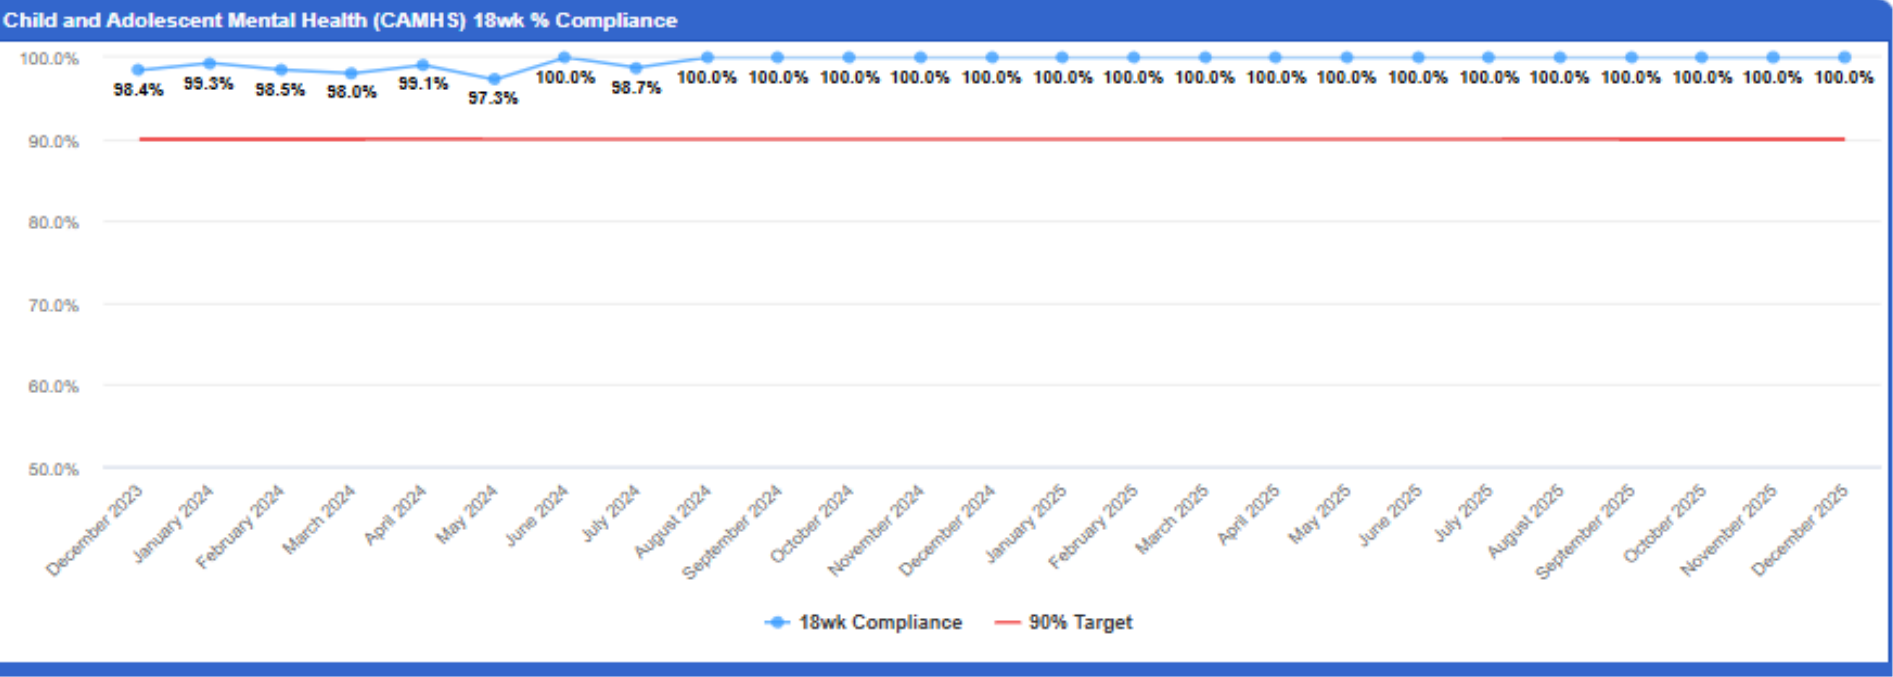 Child and Adolescent Mental Health (CAMHS) 18wk % Compliance
100.0%
90.0%
80.0%
70.0%
60.0%
50.0%
98.4% 99.3% 98.5% 98.0% 99.1% 97.3% 100.0% 98.7% 100.0% 100.0% 100.0% 100.0% 100.0% 100.0% 100.0% 100.0% 100.0% 100.0% 100.0% 100.0% 100.0% 100.0% 100.0% 100.0% 100.0%
December 2023
January 2024
February 2024
March 2024
April 2024
May 2024
June 2024
July 2024
August 2024
September 2024
October 2024
November 2024
December 2024
January 2025
February 2025
March 2025
April 2025
May 2025
June 2025
July 2025
August 2025
September 2025
October 2025
November 2025
December 2025
18wk Compliance 90% Target